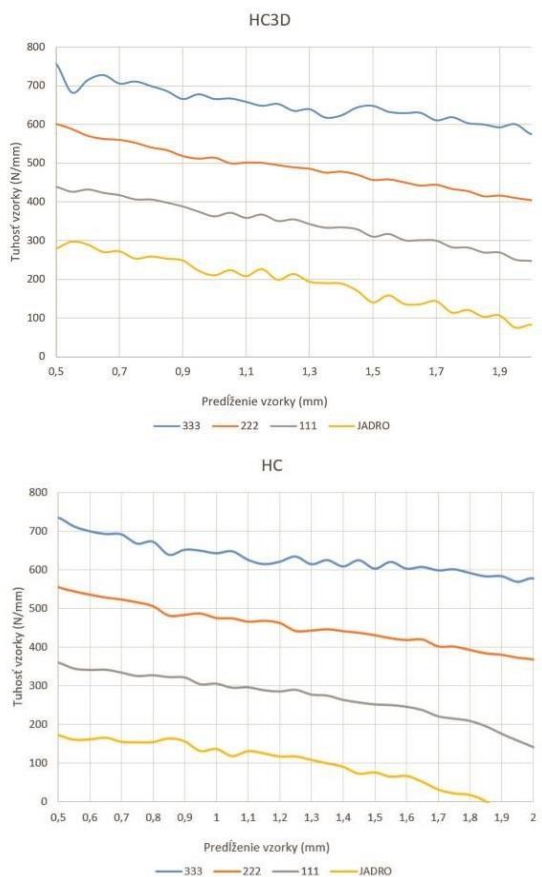 HC3D
800
700
600
500
400
300
200
100
0
Tuhosť vzorky (N/mm)
0,5 0,7 0,9 1,1 1,3 1,5 1,7 1,9
Predĺženie vzorky (mm)
333 222 111 JADRO
HC
800
700
600
500
400
300
200
100
0
Tuhosť vzorky (N/mm)
0,5 0,6 0,7 0,8 0,9 1 1,1 1,2 1,3 1,4 1,5 1,6 1,7 1,8 1,9 2
Predĺženie vzorky (mm)
333 222 111 JADRO